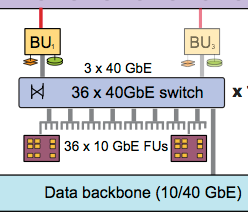 BU₁ BU₃
3 x 40 GbE
36 x 40GbE switch
x
36 x 10 GbE FUs
Data backbone (10/40 GbE)